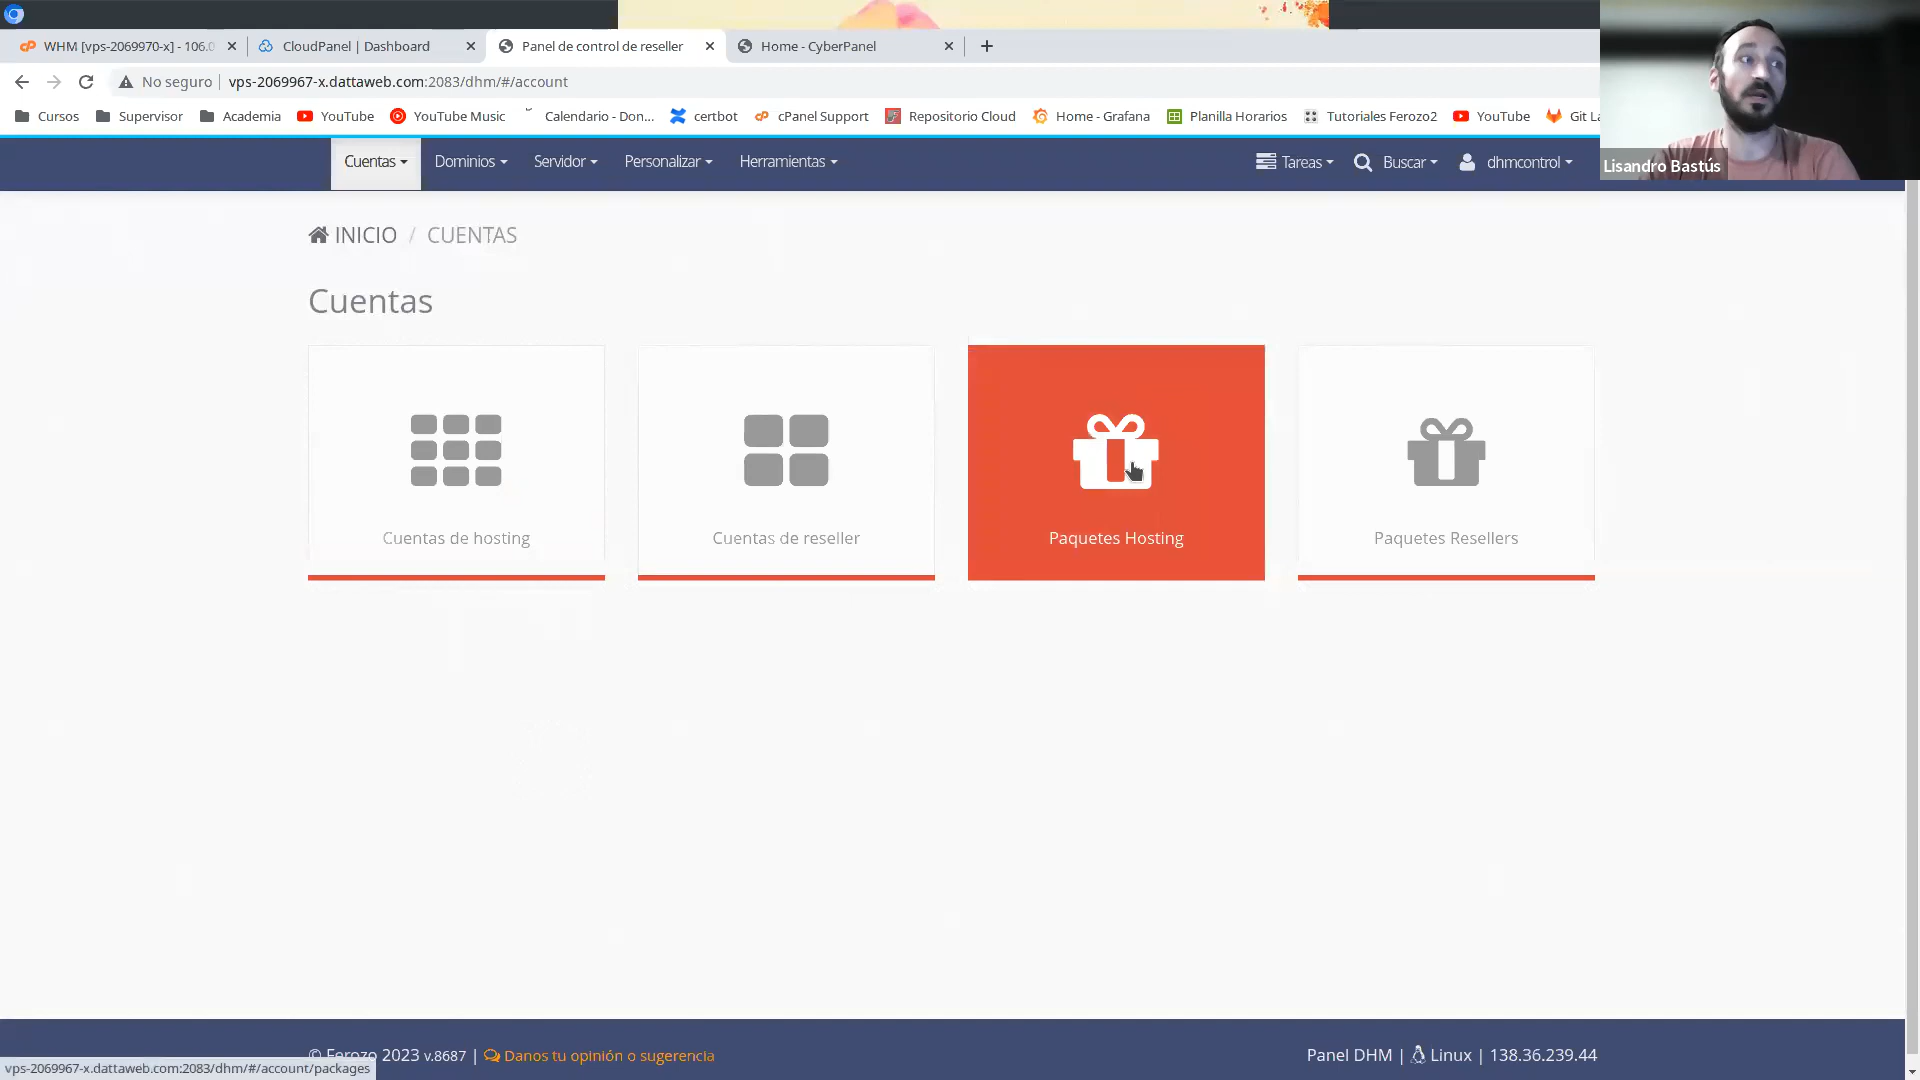 WHM [vps-2069970-x] - 106.0
CloudPanel | Dashboard
Panel de control de reseller
Home - CyberPanel
No seguro
vps-2069967-x.dattaweb.com:2083/dhm/#/account
Cursos
Supervisor
Academia
YouTube
YouTube Music
Calendario - Don...
certbot
cPanel Support
Repositorio Cloud
Home - Grafana
Planilla Horarios
Tutoriales Ferozo2
YouTube
Git La
Lisandro Bastús
Cuentas
Dominios
Servidor
Personalizar
Herramientas
Tareas
Buscar
dhmcontrol
INICIO / CUENTAS
Cuentas
Cuentas de hosting
Cuentas de reseller
Paquetes Hosting
Paquetes Resellers
© Ferozo 2023 v.8687 | Danos tu opinión o sugerencia
Panel DHM | Linux | 138.36.239.44
vps-2069967-x.dattaweb.com:2083/dhm/#/account/packages